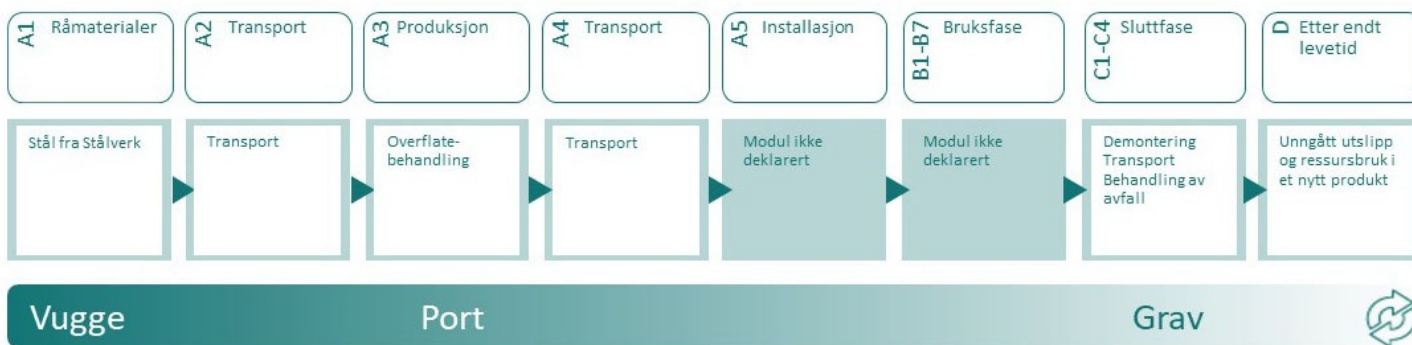 A1 Råmaterialer
A2 Transport
A3 Produksjon
A4 Transport
A5 Installasjon
B1-B7 Bruksfase
C1-C4 Sluttfase
D Etter endt
levetid
Stål fra Stålverk
Transport
Overflate-
behandling
Transport
Modul ikke
deklarert
Modul ikke
deklarert
Demontering
Transport
Behandling av
avfall
Unngått utslipp
og ressursbruk i
et nytt produkt
Vugge
Port
Grav